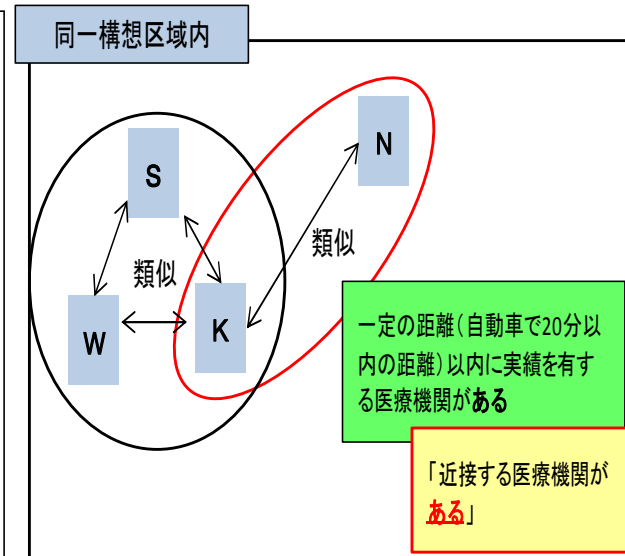 同一構想区域内
N
S
類似
類似
K
W
一定の距離(自動車で20分以
内の距離)以内に実績を有す
る医療機関がある
「近接する医療機関が
ある」